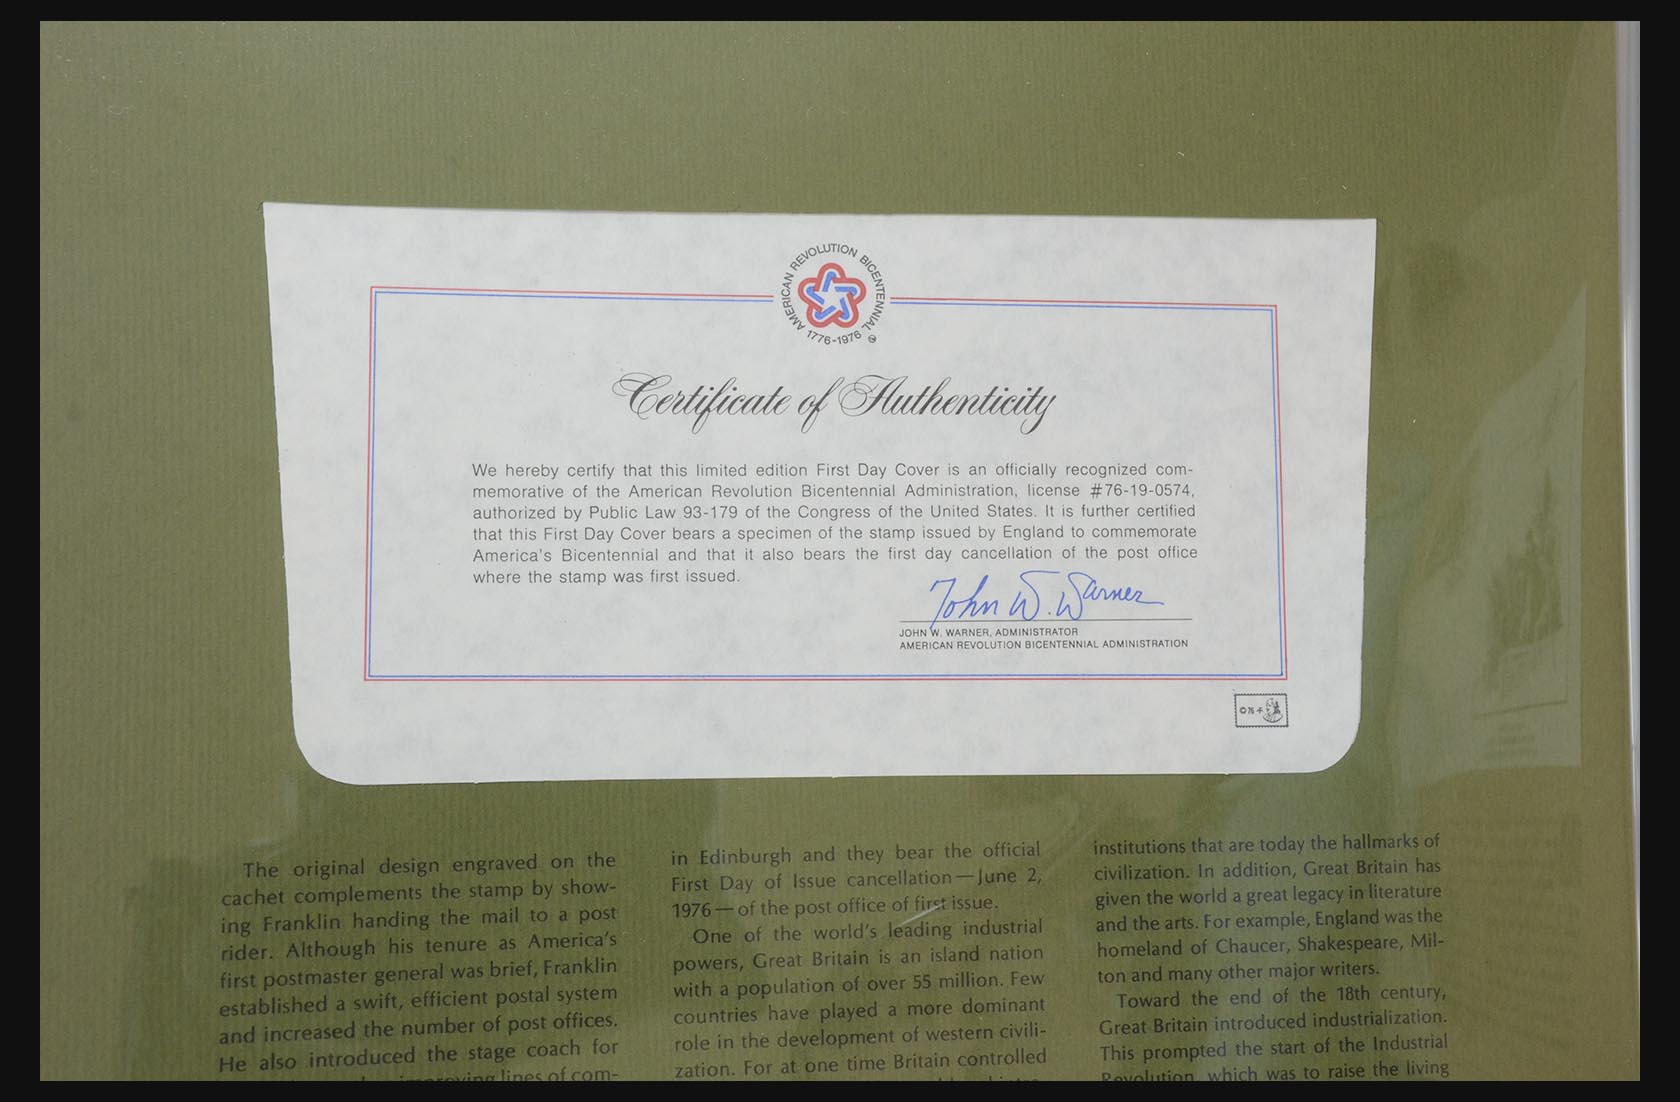 AMERICAN REVOLUTION BICENTENNIAL
1776-1976
Certificate of Authenticity
We hereby certify that this limited edition First Day Cover is an officially recognized com-
memorative of the American Revolution Bicentennial Administration, license #76-19-0574,
authorized by Public Law 93-179 of the Congress of the United States. It is further certified
that this First Day Cover bears a specimen of the stamp issued by England to commemorate
America's Bicentennial and that it also bears the first day cancellation of the post office
where the stamp was first issued.
John W. Warner
JOHN W. WARNER, ADMINISTRATOR
AMERICAN REVOLUTION BICENTENNIAL ADMINISTRATION
©76
The original design engraved on the
cachet complements the stamp by show-
ing Franklin handing the mail to a post
rider. Although his tenure as America's
first postmaster general was brief, Franklin
established a swift, efficient postal system
and increased the number of post offices.
He also introduced the stage coach for
improving lines of com-
in Edinburgh and they bear the official
First Day of Issue cancellation—June 2,
1976—of the post office of first issue.
One of the world's leading industrial
powers, Great Britain is an island nation
with a population of over 55 million. Few
countries have played a more dominant
role in the development of western civili-
zation. For at one time Britain controlled
institutions that are today the hallmarks of
civilization. In addition, Great Britain has
given the world a great legacy in literature
and the arts. For example, England was the
homeland of Chaucer, Shakespeare, Mil-
ton and many other major writers.
Toward the end of the 18th century,
Great Britain introduced industrialization.
This prompted the start of the Industrial
Revolution, which was to raise the living